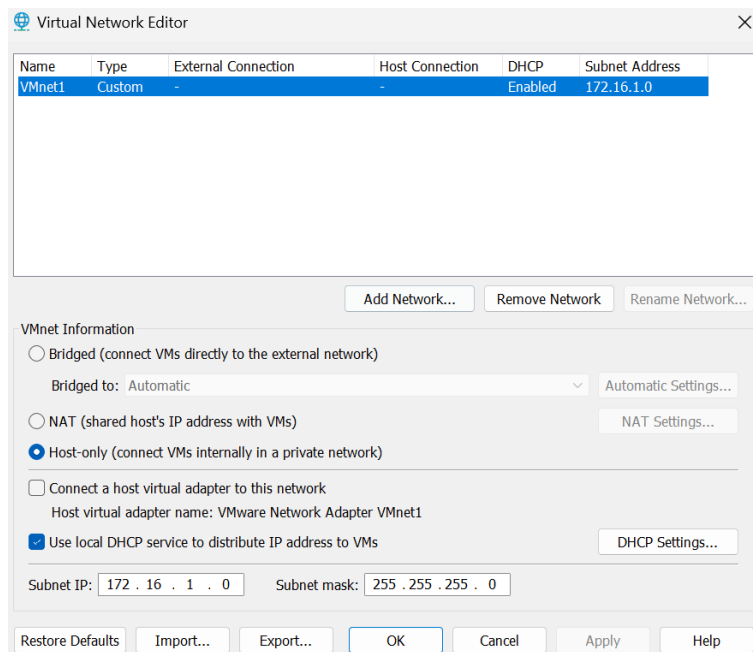 Virtual Network Editor
Name Type External Connection Host Connection DHCP Subnet Address
VMnet1 Custom - - Enabled 172.16.1.0
Add Network... Remove Network Rename Network...
VMnet Information
Bridged (connect VMs directly to the external network)
Bridged to: Automatic Automatic Settings...
NAT (shared host's IP address with VMs) NAT Settings...
Host-only (connect VMs internally in a private network)
Connect a host virtual adapter to this network
Host virtual adapter name: VMware Network Adapter VMnet1
Use local DHCP service to distribute IP address to VMs DHCP Settings...
Subnet IP: 172 . 16 . 1 . 0 Subnet mask: 255 . 255 . 255 . 0
Restore Defaults Import... Export... OK Cancel Apply Help